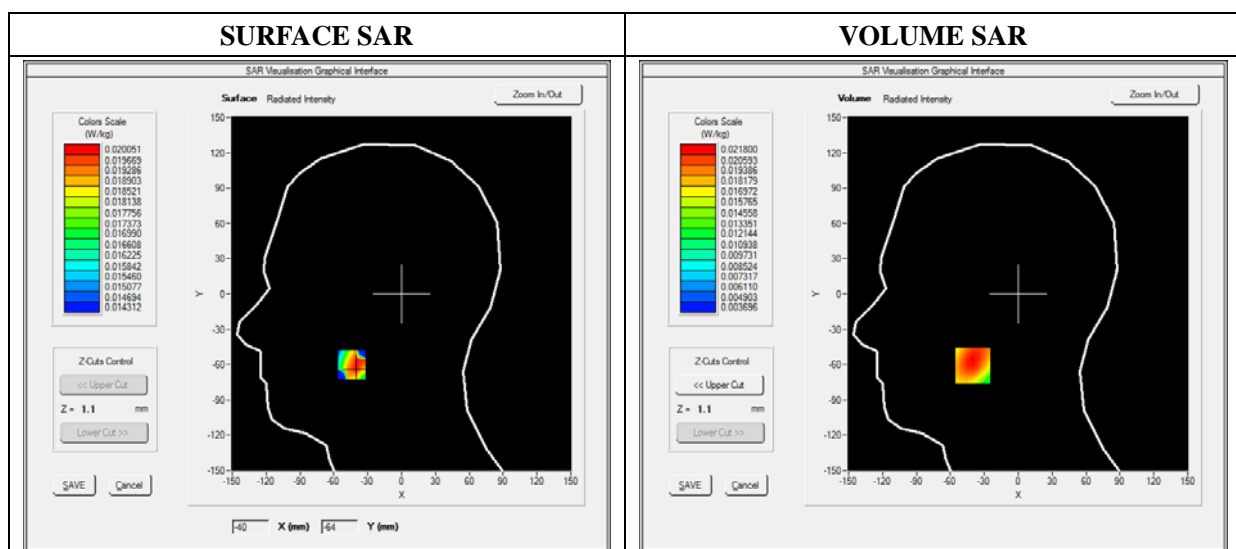 SURFACE SAR
VOLUME SAR
SAR Visualisation Graphical Interface
Surface Radiated Intensity
Zoom In/Out
Colors Scale
(W/kg)
0.020051
0.019669
0.019286
0.018903
0.018521
0.018138
0.017756
0.017373
0.016990
0.016608
0.016225
0.015842
0.015460
0.015077
0.014694
0.014312
Z-Cuts Control
<< Upper Cut
Z = 1.1 mm
Lower Cut >>
SAVE Cancel
150
120
90
60
30
0
-30
-60
-90
-120
-150
Y
-150 -120 -90 -60 -30 0 30 60 90 120 150
X
-40 X (mm) -64 Y (mm)
SAR Visualisation Graphical Interface
Volume Radiated Intensity
Zoom In/Out
Colors Scale
(W/kg)
0.021800
0.020593
0.019386
0.018179
0.016972
0.015765
0.014558
0.013351
0.012144
0.010938
0.009731
0.008524
0.007317
0.006110
0.004903
0.003696
Z-Cuts Control
<< Upper Cut
Z = 1.1 mm
Lower Cut >>
SAVE Cancel
150
120
90
60
30
0
-30
-60
-90
-120
-150
Y
-150 -120 -90 -60 -30 0 30 60 90 120 150
X